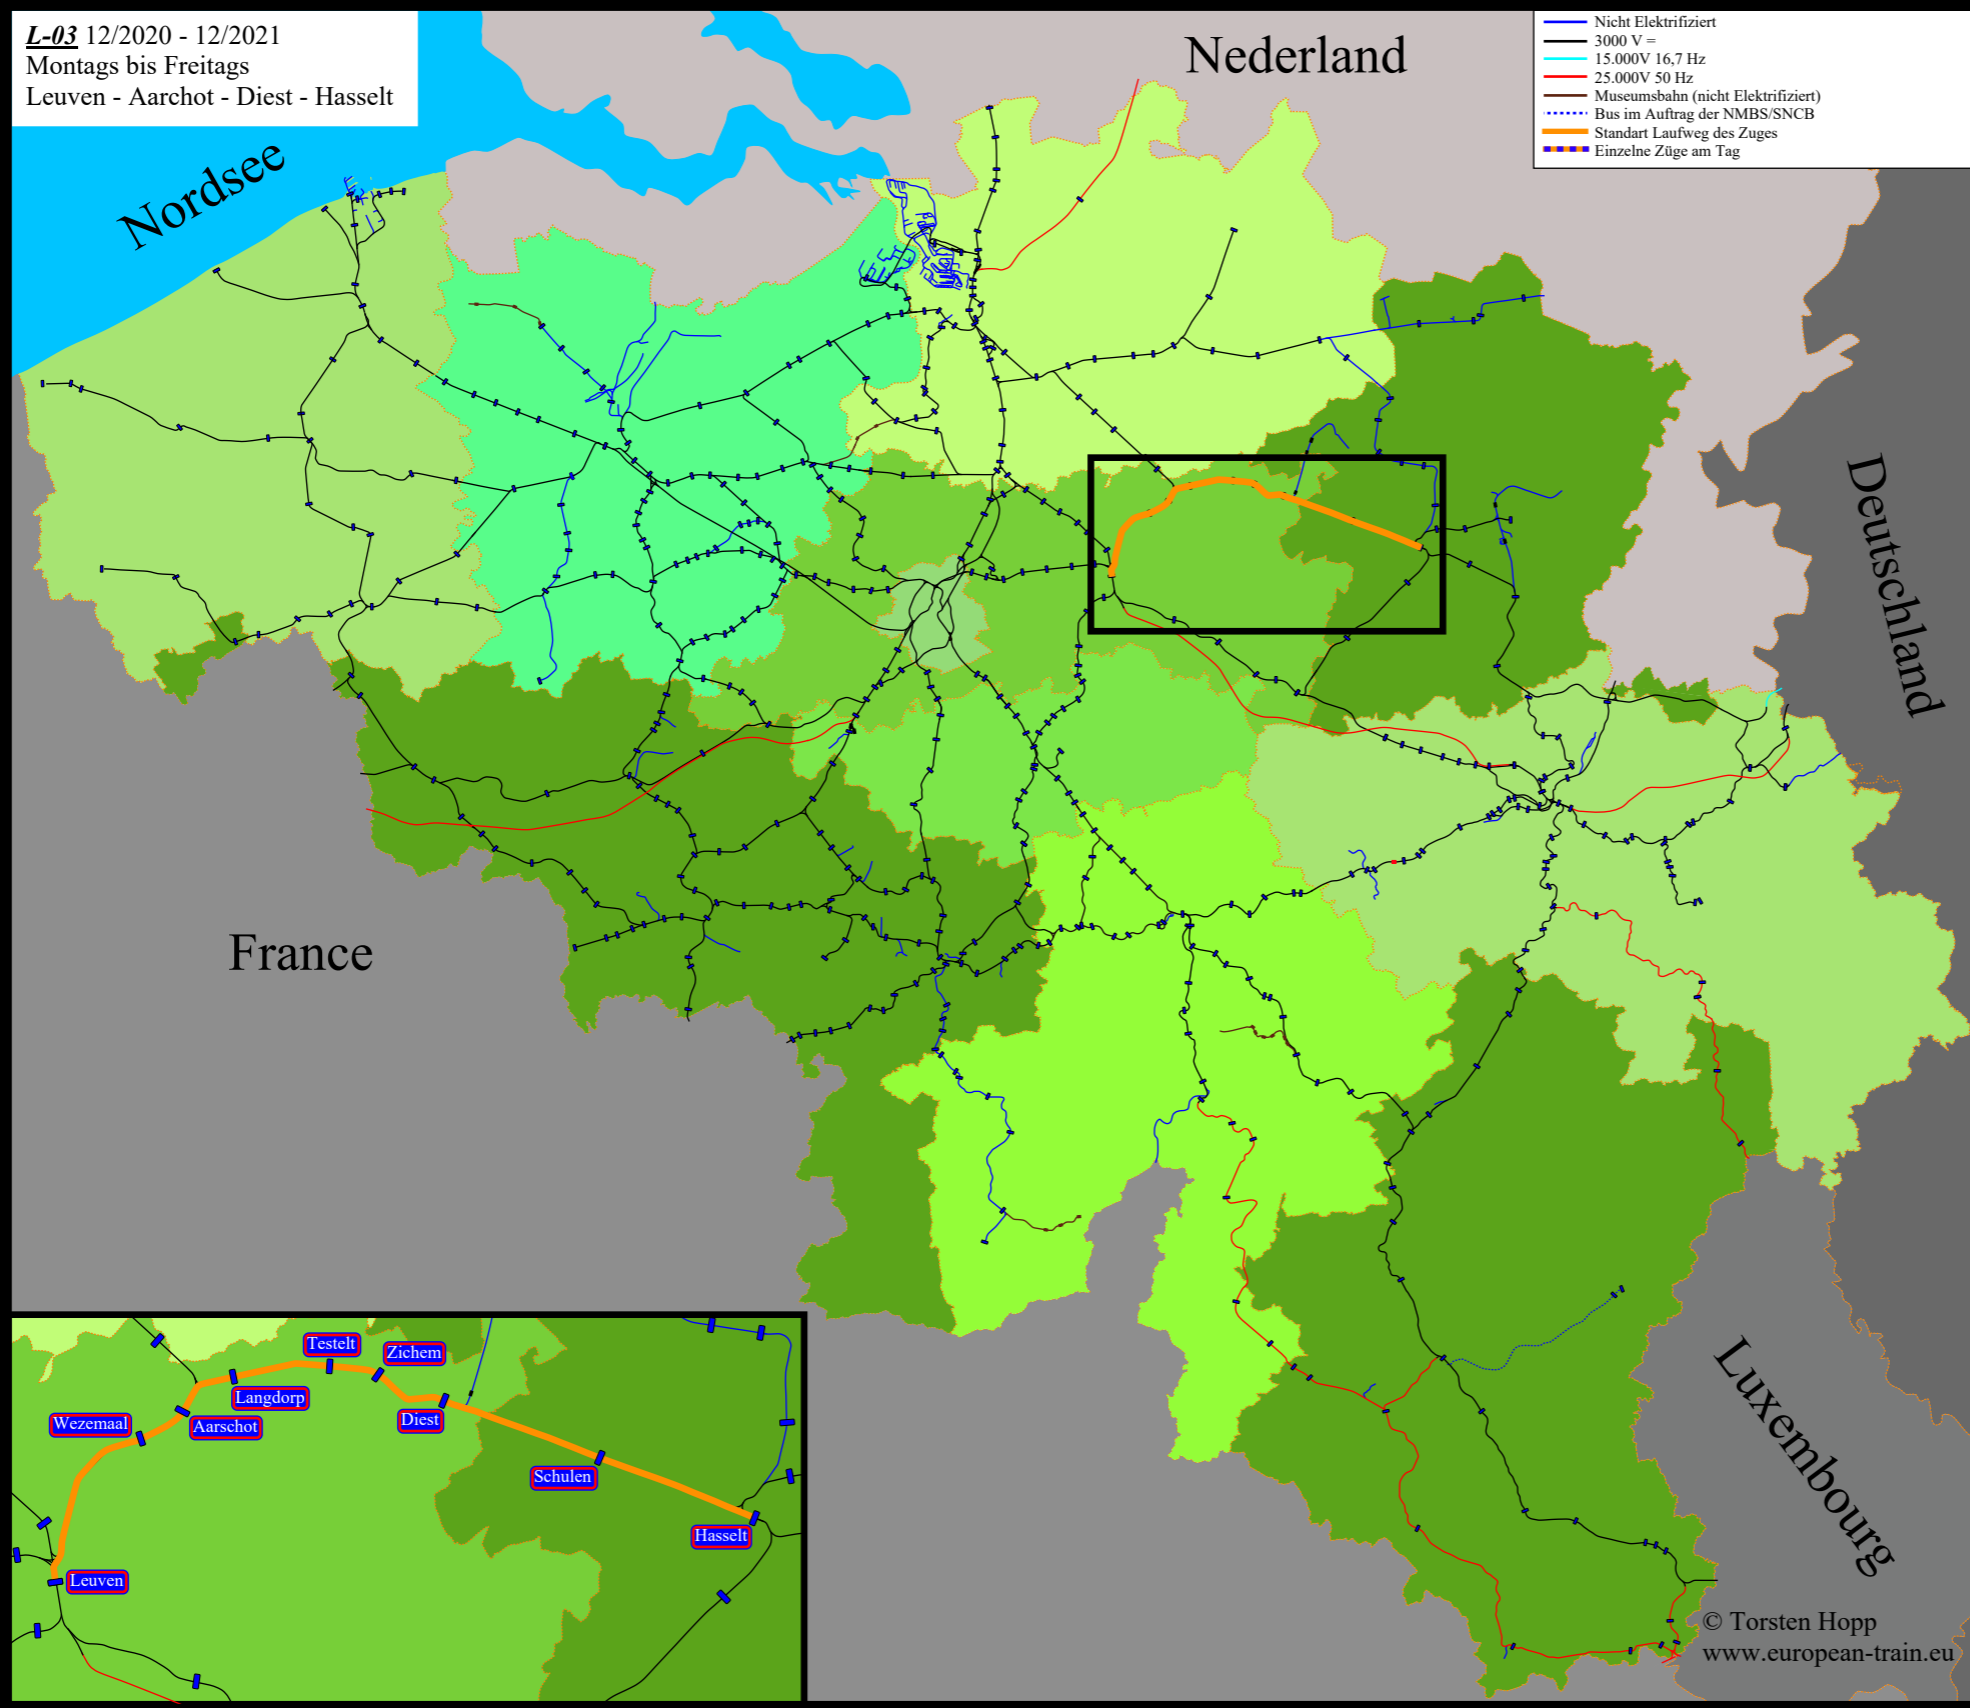 L-03 12/2020 - 12/2021
Montags bis Freitags
Leuven - Aarchot - Diest - Hasselt
Nederland
Nicht Elektrifiziert
3000 V =
15.000V 16,7 Hz
25.000V 50 Hz
Museumsbahn (nicht Elektrifiziert)
Bus im Auftrag der NMBS/SNCB
Standart Laufweg des Zuges
Einzelne Züge am Tag
Nordsee
Deutschland
France
Luxembourg
Testelt
Zichem
Langdorp
Wezemaal
Aarschot
Diest
Schulen
Hasselt
Leuven
© Torsten Hopp
www.european-train.eu